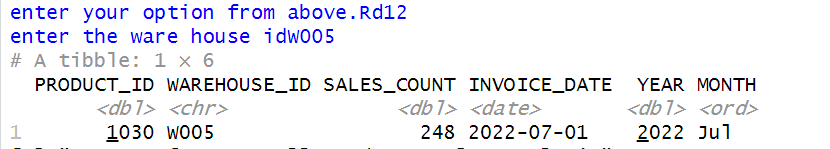 enter your option from above.Rd12
enter the ware house idW005
# A tibble: 1 × 6
PRODUCT_ID WAREHOUSE_ID SALES_COUNT INVOICE_DATE YEAR MONTH
<dbl> <chr> <dbl> <date> <dbl> <ord>
1 1030 W005 248 2022-07-01 2022 Jul